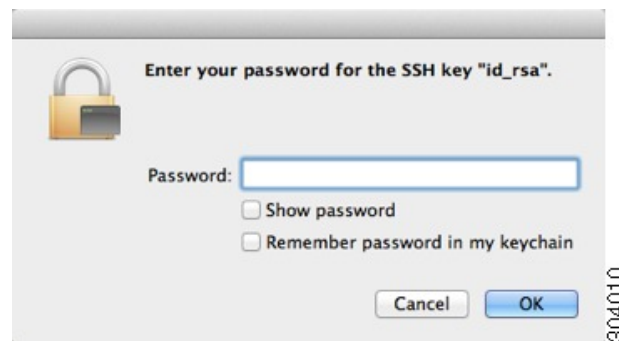 Enter your password for the SSH key "id_rsa".
Password:
Show password
Remember password in my keychain
Cancel OK
304010